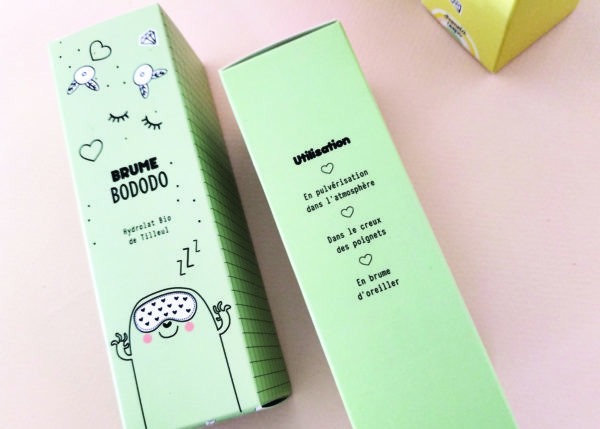 BRUME
BODODO
Hydrolat Bio
de Tilleul
ZZZ
Utilisation
En pulvérisation
dans l'atmosphère
Dans le creux
des poignets
En brume
d'oreiller